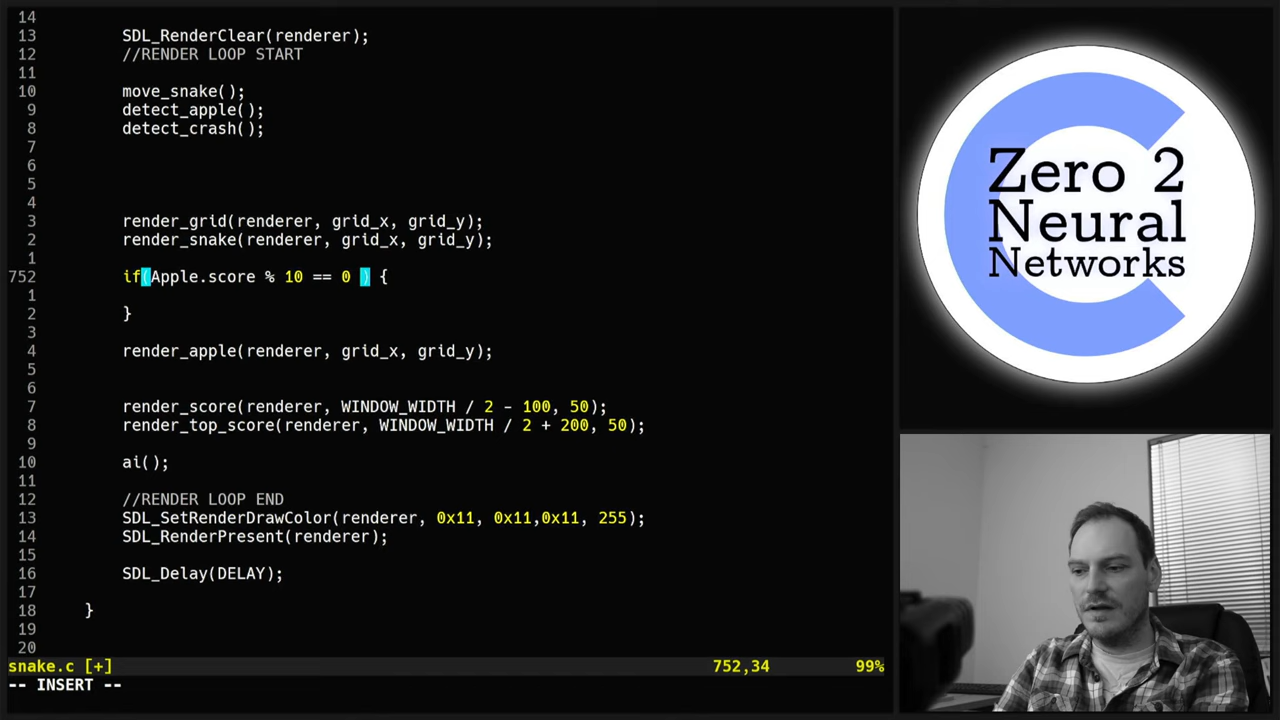 14
13 SDL_RenderClear(renderer);
12 //RENDER LOOP START
11
10 move_snake();
9 detect_apple();
8 detect_crash();
7
6
5
4
3 render_grid(renderer, grid_x, grid_y);
2 render_snake(renderer, grid_x, grid_y);
1
752 if(Apple.score % 10 == 0 ) {
1
2 }
3
4 render_apple(renderer, grid_x, grid_y);
5
6
7 render_score(renderer, WINDOW_WIDTH / 2 - 100, 50);
8 render_top_score(renderer, WINDOW_WIDTH / 2 + 200, 50);
9
10 ai();
11
12 //RENDER LOOP END
13 SDL_SetRenderDrawColor(renderer, 0x11, 0x11,0x11, 255);
14 SDL_RenderPresent(renderer);
15
16 SDL_Delay(DELAY);
17
18 }
19
20
snake.c [+] 752,34 99%
-- INSERT --
Zero 2
Neural
Networks